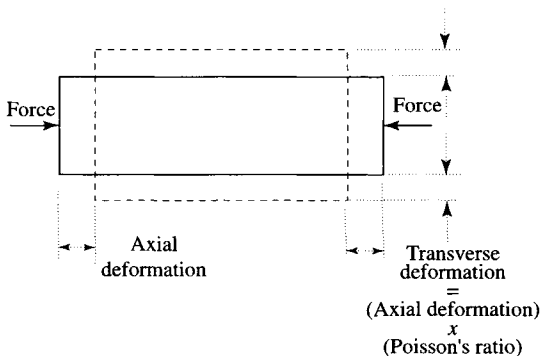 Force
Force
Axial
deformation
Transverse
deformation
=
(Axial deformation)
x
(Poisson's ratio)